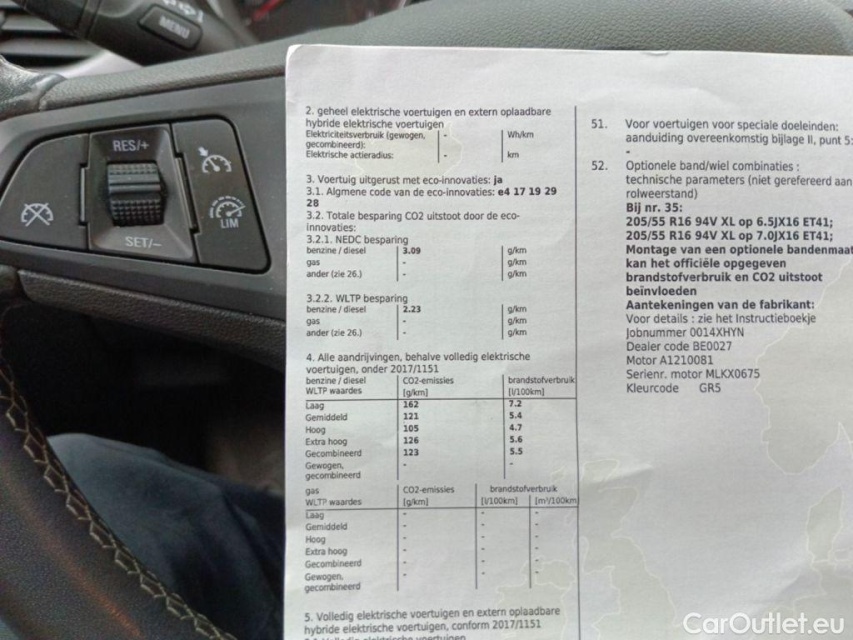 MENU
RES/+
SET/-
LIM
2. geheel elektrische voertuigen en extern oplaadbare
hybride elektrische voertuigen
Elektriciteitsverbruik (gewogen, - Wh/km
gecombineerd):
Elektrische actieradius: - km
3. Voertuig uitgerust met eco-innovaties: ja
3.1. Algmene code van de eco-innovaties: e4 17 19 29
28
3.2. Totale besparing CO2 uitstoot door de eco-
innovaties:
3.2.1. NEDC besparing
benzine / diesel 3.09 g/km
gas - g/km
ander (zie 26.) - g/km
3.2.2. WLTP besparing
benzine / diesel 2.23 g/km
gas - g/km
ander (zie 26.) - g/km
4. Alle aandrijvingen, behalve volledig elektrische
voertuigen, onder 2017/1151
benzine / diesel CO2-emissies brandstofverbruik
WLTP waardes [g/km] [l/100km]
Laag 162 7.2
Gemiddeld 121 5.4
Hoog 105 4.7
Extra hoog 126 5.6
Gecombineerd 123 5.5
Gewogen, - -
gecombineerd
gas CO2-emissies brandstofverbruik
WLTP waardes [g/km] [l/100km] [m³/100km]
Laag - - -
Gemiddeld - - -
Hoog - - -
Extra hoog - - -
Gecombineerd - - -
Gewogen, - - -
gecombineerd
5. Volledig elektrische voertuigen en extern oplaadbare
hybride elektrische voertuigen, conform 2017/1151
51. Voor voertuigen voor speciale doeleinden:
aanduiding overeenkomstig bijlage II, punt 5:
-
52. Optionele band/wiel combinaties :
technische parameters (niet gerefereerd aan
rolweerstand)
Bij nr. 35:
205/55 R16 94V XL op 6.5JX16 ET41;
205/55 R16 94V XL op 7.0JX16 ET41;
Montage van een optionele bandenmaat
kan het officiële opgegeven
brandstofverbruik en CO2 uitstoot
beïnvloeden
Aantekeningen van de fabrikant:
Voor details : zie het Instructieboekje
Jobnummer 0014XHYN
Dealer code BE0027
Motor A1210081
Serienr. motor MLKX0675
Kleurcode GR5
CarOutlet.eu